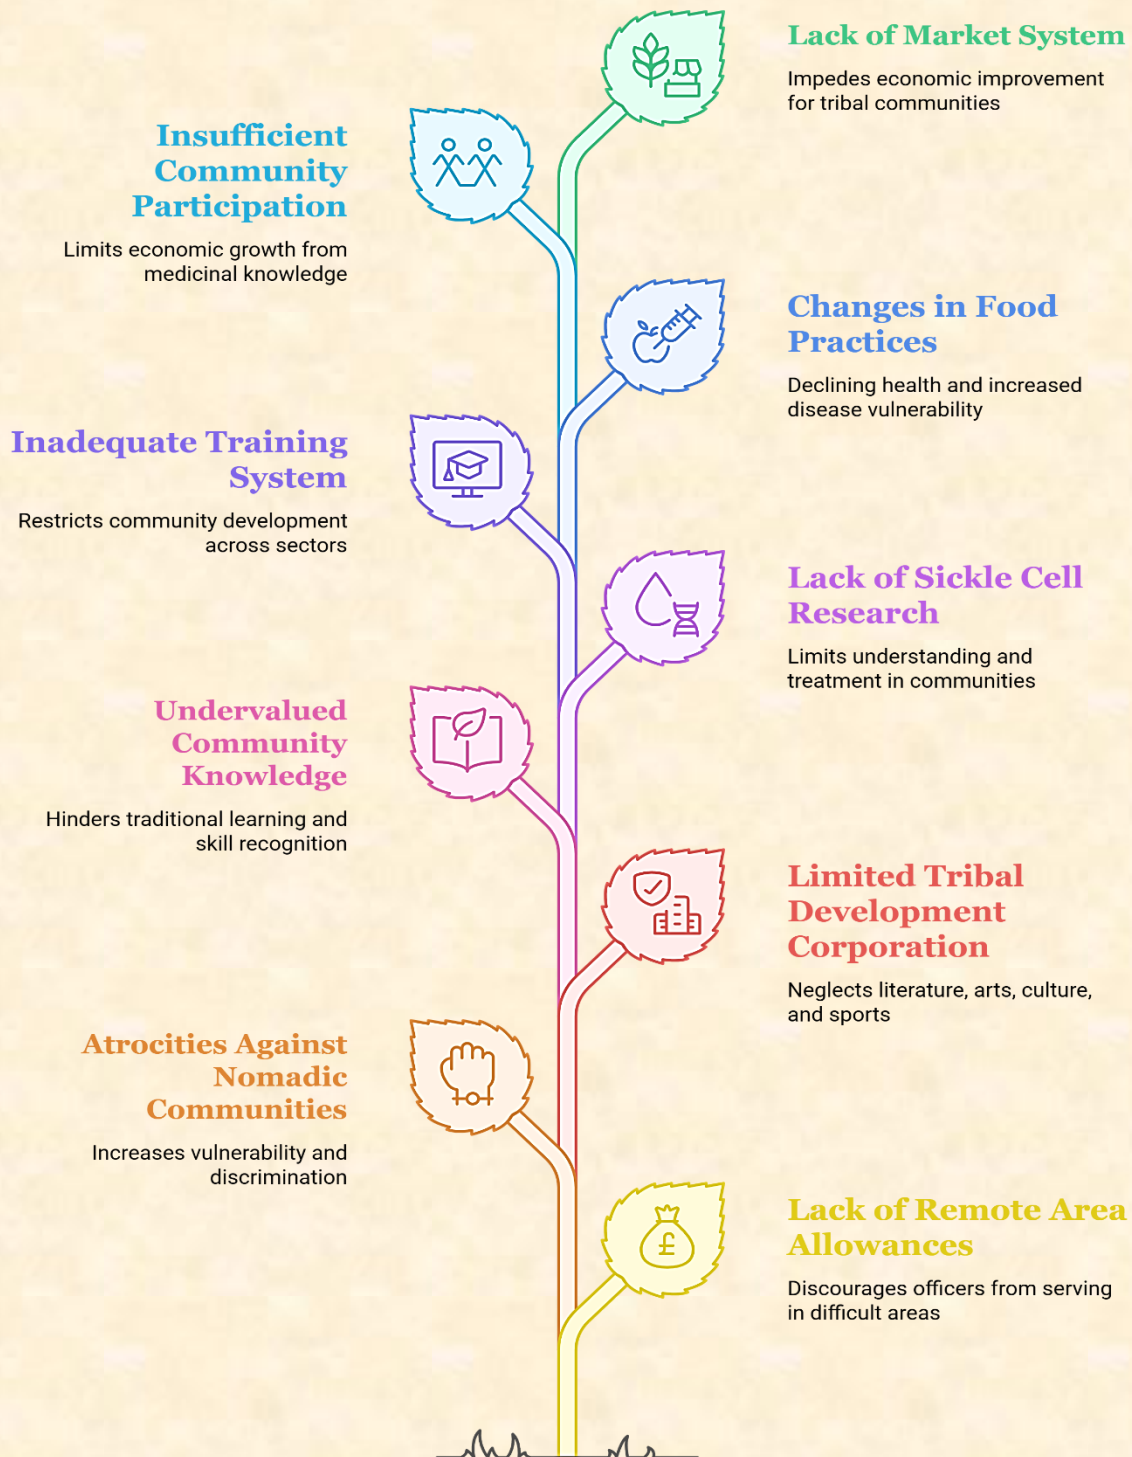 Lack of Market System
Impedes economic improvement
for tribal communities
Insufficient
Community
Participation
Limits economic growth from
medicinal knowledge
Changes in Food
Practices
Declining health and increased
disease vulnerability
Inadequate Training
System
Restricts community development
across sectors
Lack of Sickle Cell
Research
Limits understanding and
treatment in communities
Undervalued
Community
Knowledge
Hinders traditional learning and
skill recognition
Limited Tribal
Development
Corporation
Neglects literature, arts, culture,
and sports
Atrocities Against
Nomadic
Communities
Increases vulnerability and
discrimination
£
Lack of Remote Area
Allowances
Discourages officers from serving
in difficult areas